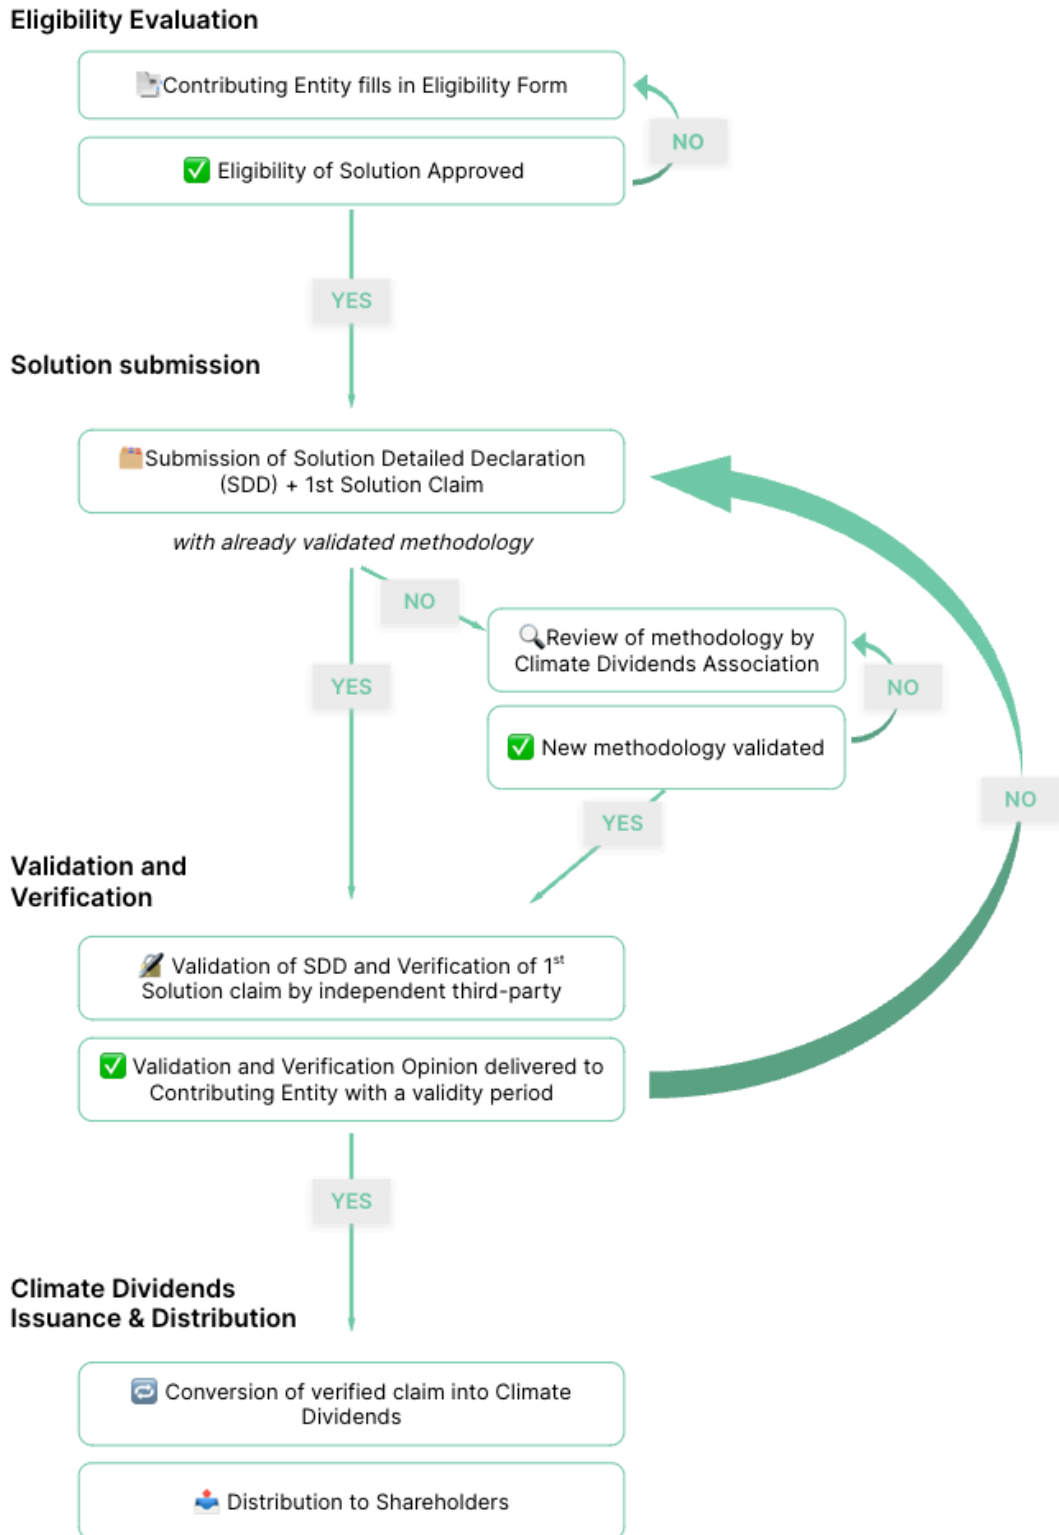 Eligibility Evaluation
Contributing Entity fills in Eligibility Form
NO
Eligibility of Solution Approved
YES
Solution submission
Submission of Solution Detailed Declaration
(SDD) + 1st Solution Claim
with already validated methodology
NO
Review of methodology by
Climate Dividends Association
YES
NO
New methodology validated
NO
YES
Validation and
Verification
Validation of SDD and Verification of 1st
Solution claim by independent third-party
Validation and Verification Opinion delivered to
Contributing Entity with a validity period
YES
Climate Dividends
Issuance & Distribution
Conversion of verified claim into Climate
Dividends
Distribution to Shareholders